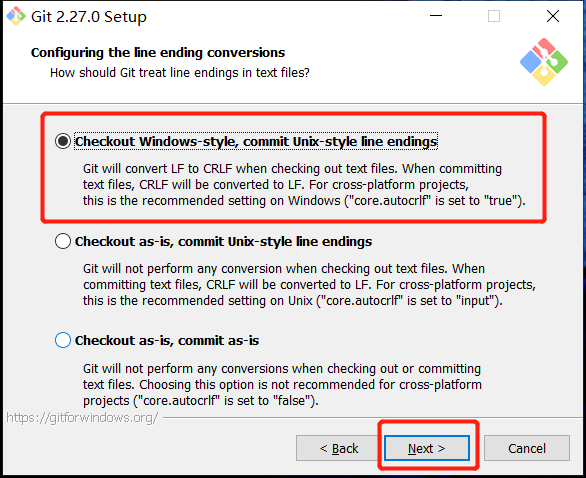 Git 2.27.0 Setup
Configuring the line ending conversions
How should Git treat line endings in text files?
Checkout Windows-style, commit Unix-style line endings
Git will convert LF to CRLF when checking out text files. When committing
text files, CRLF will be converted to LF. For cross-platform projects,
this is the recommended setting on Windows ("core.autocrlf" is set to "true").
Checkout as-is, commit Unix-style line endings
Git will not perform any conversion when checking out text files. When
committing text files, CRLF will be converted to LF. For cross-platform projects,
this is the recommended setting on Unix ("core.autocrlf" is set to "input").
Checkout as-is, commit as-is
Git will not perform any conversions when checking out or committing
text files. Choosing this option is not recommended for cross-platform
projects ("core.autocrlf" is set to "false").
https://gitforwindows.org/
< Back
Next >
Cancel